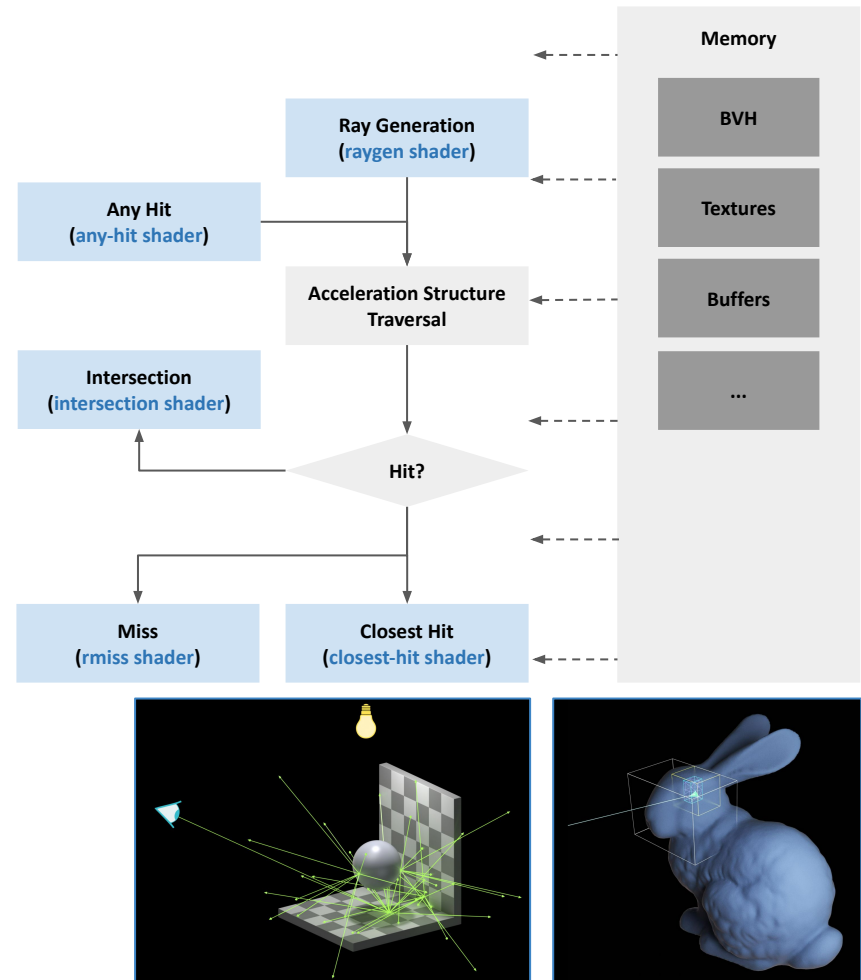 Memory
BVH
Textures
Buffers
...
Ray Generation
(raygen shader)
Any Hit
(any-hit shader)
Acceleration Structure
Traversal
Intersection
(intersection shader)
Hit?
Miss
(rmiss shader)
Closest Hit
(closest-hit shader)